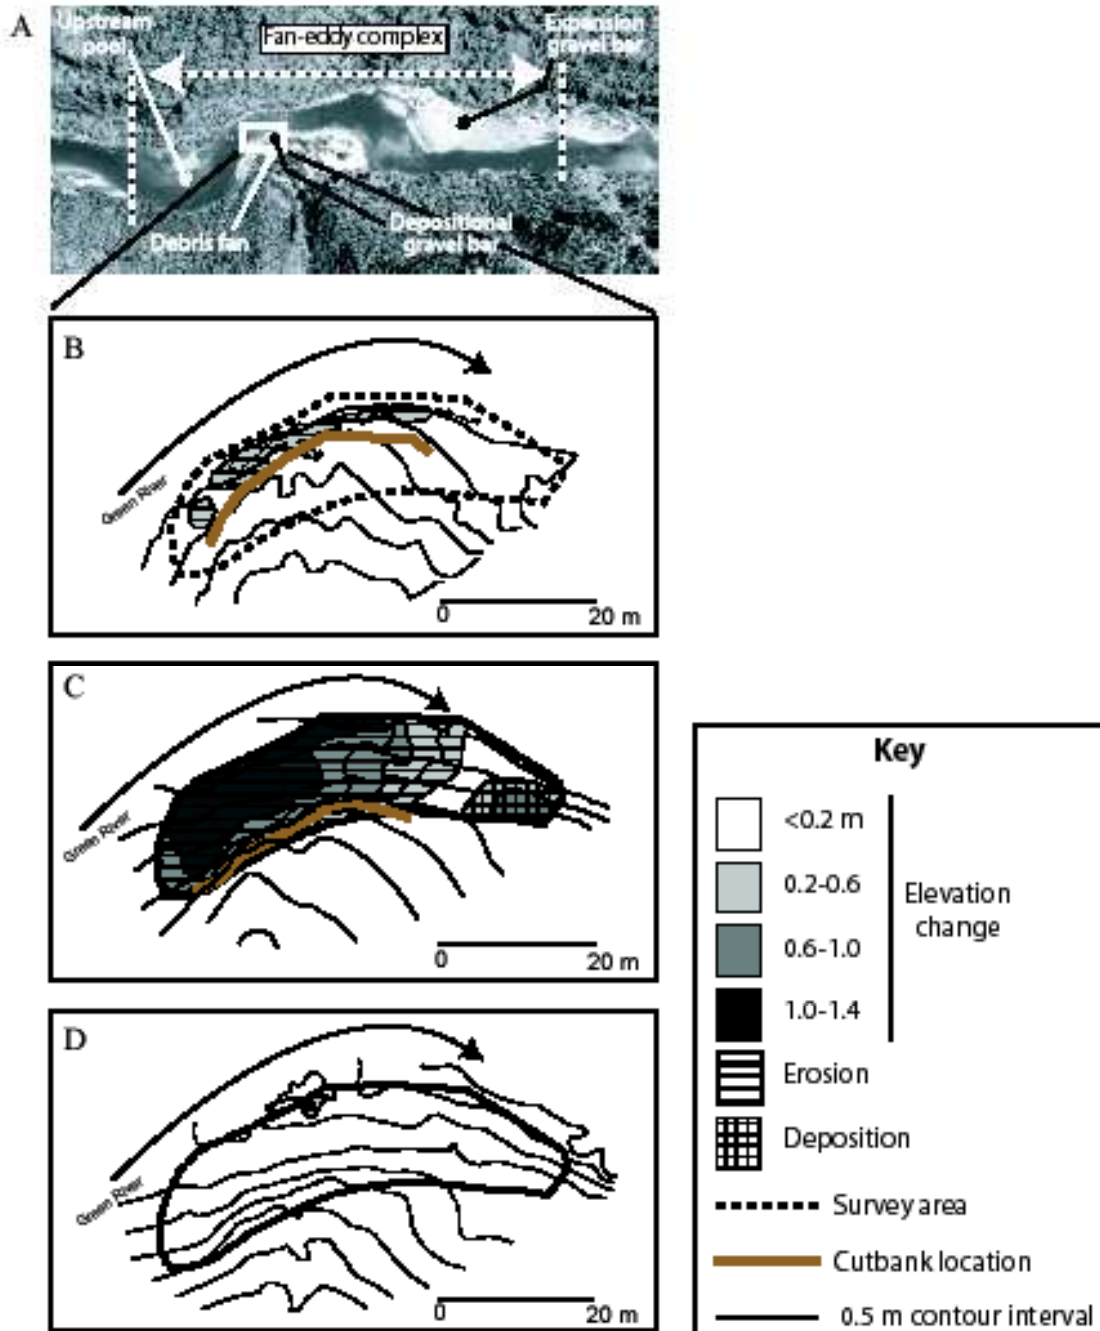 A
Upstream
pool
Fan-eddy complex
Expansion
gravel bar
Debris fan
Depositional
gravel bar
B
Green River
0 20 m
C
Green River
0 20 m
D
Green River
0 20 m
Key
<0.2 m
0.2-0.6
0.6-1.0
1.0-1.4
Elevation
change
Erosion
Deposition
Survey area
Cutbank location
0.5 m contour interval